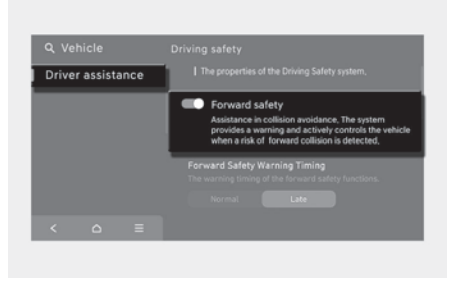 Vehicle
Driving safety
Driver assistance
The properties of the Driving Safety system.
Forward safety
Assistance in collision avoidance, The system
provides a warning and actively controls the vehicle
when a risk of forward collision is detected,
Forward Safety Warning Timing
The warning timing of the forward safety functions.
Normal
Late